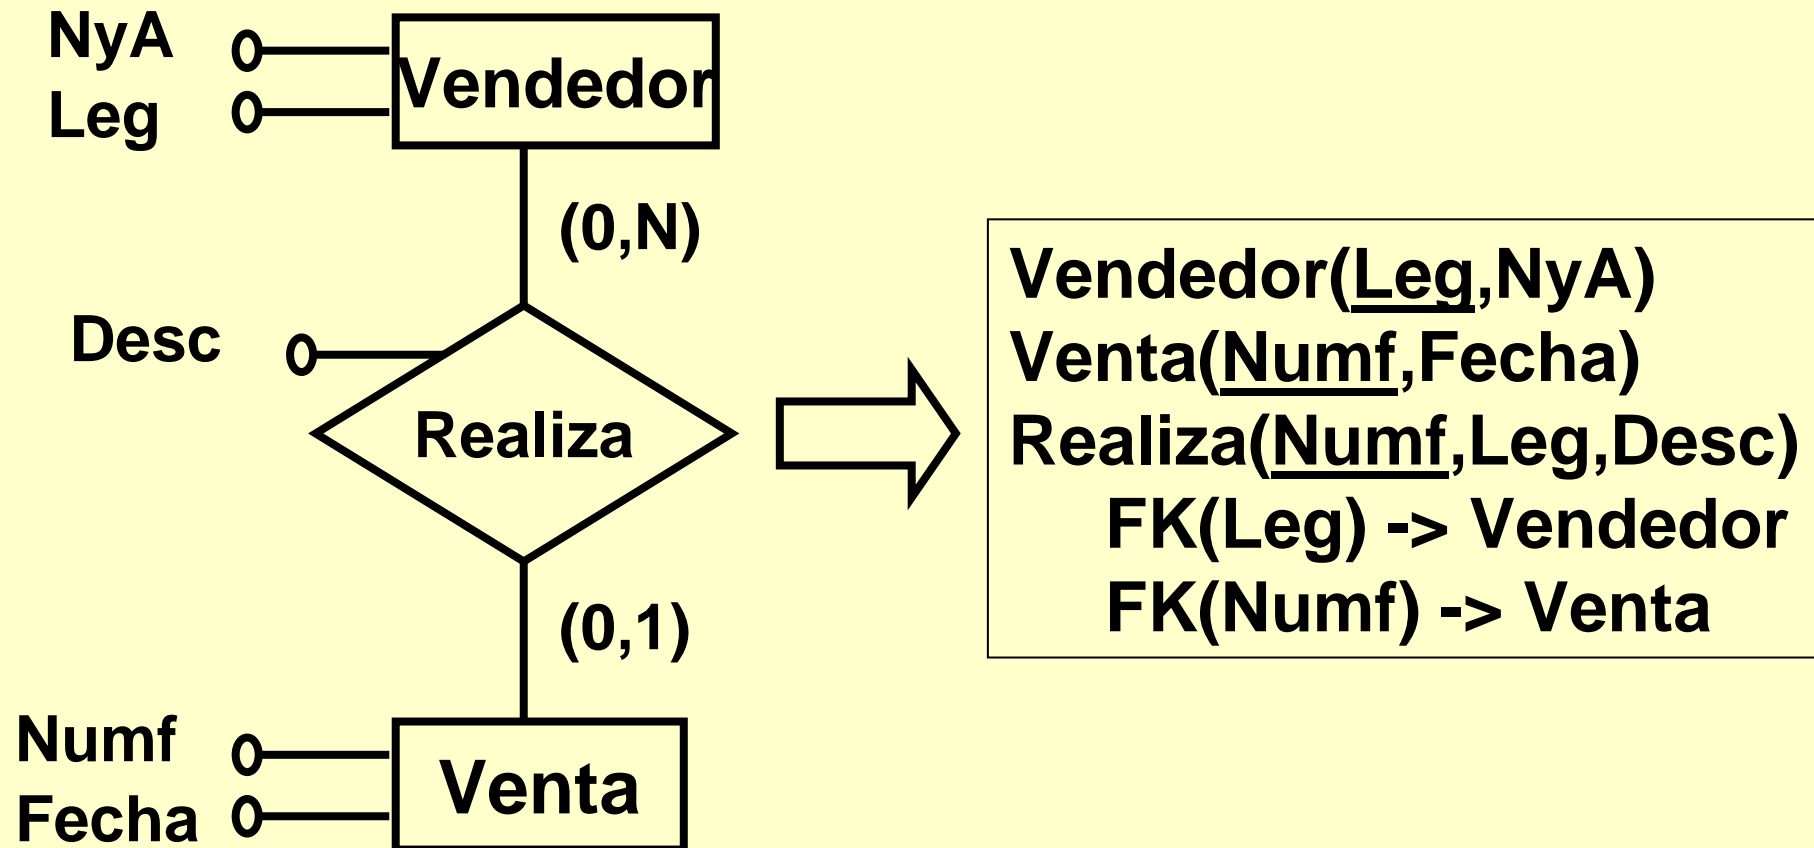 NyA
Leg
Vendedor
(0,N)
Desc
Realiza
(0,1)
Numf
Fecha
Venta
Vendedor(Leg,NyA)
Venta(Numf,Fecha)
Realiza(Numf,Leg,Desc)
FK(Leg) -> Vendedor
FK(Numf) -> Venta